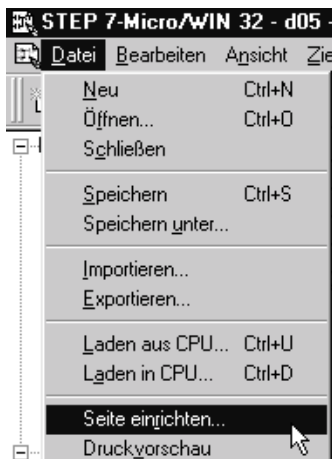 STEP 7-Micro/WIN 32 - d05 -
Datei Bearbeiten Ansicht Zie
Neu Ctrl+N
Öffnen... Ctrl+O
Schließen
Speichern Ctrl+S
Speichern unter...
Importieren...
Exportieren...
Laden aus CPU... Ctrl+U
Laden in CPU... Ctrl+D
Seite einrichten...
Druckvorschau